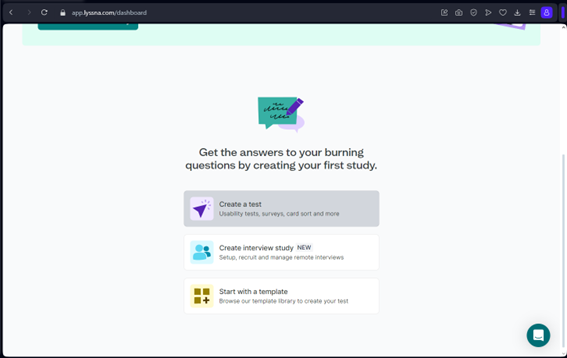 app.lyssna.com/dashboard
Get the answers to your burning
questions by creating your first study.
Create a test
Usability tests, surveys, card sort and more
Create interview study NEW
Setup, recruit and manage remote interviews
Start with a template
Browse our template library to create your test